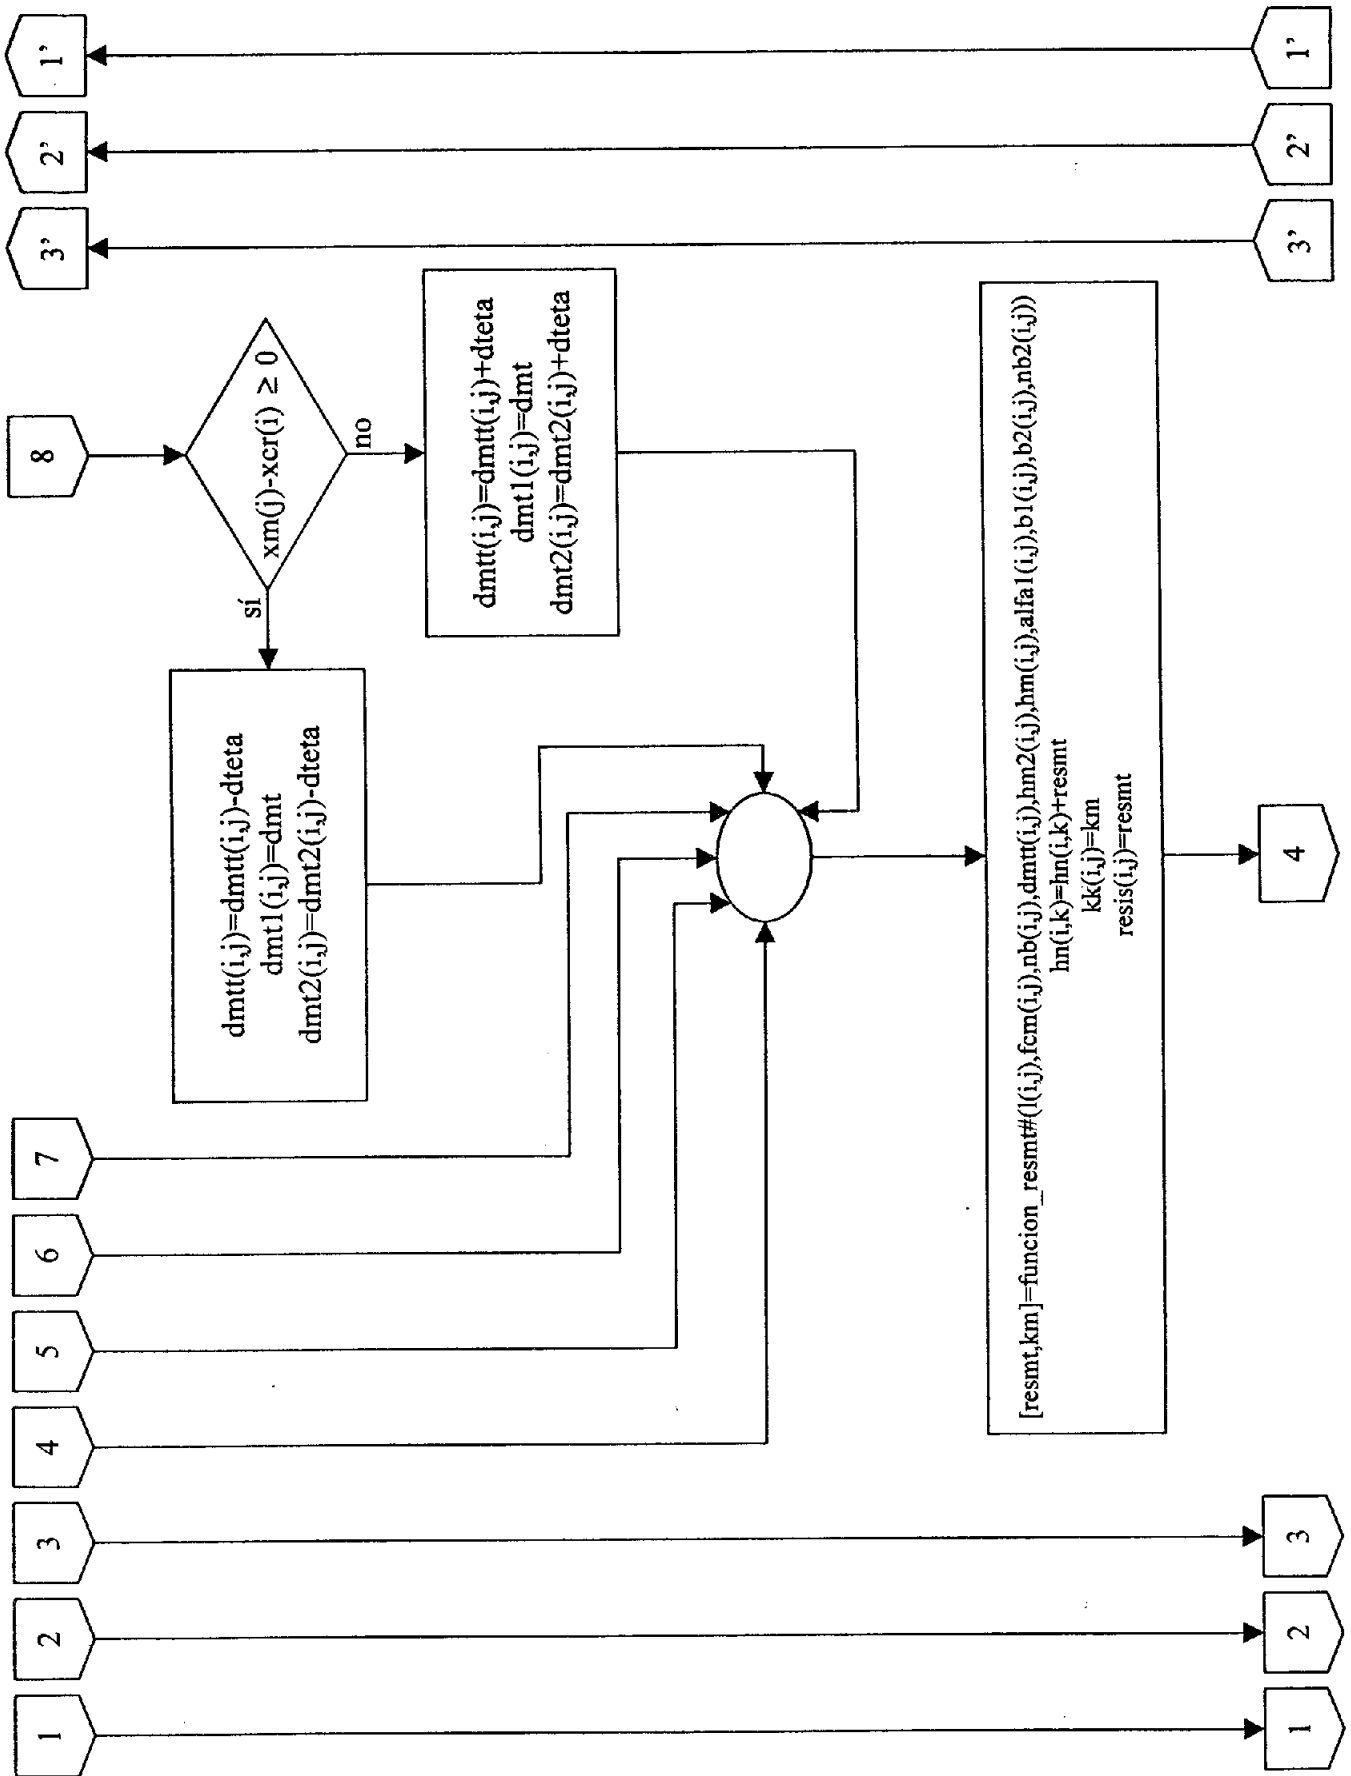 1
2
3
4
5
6
7
8
3'
2'
1'
xm(j)-xcr(i) ≥ 0
sí
no
dmtt(i,j)=dmtt(i,j)-dteta
dmt1(i,j)=dmt
dmt2(i,j)=dmt2(i,j)-dteta
dmtt(i,j)=dmtt(i,j)+dteta
dmt1(i,j)=dmt
dmt2(i,j)=dmt2(i,j)+dteta
[resmt,km]=funcion_resmt#(l(i,j),fcm(i,j),nb(i,j),dmtt(i,j),hm2(i,j),hm(i,j),alfa1(i,j),b1(i,j),b2(i,j),nb2(i,j))
hn(i,k)=hn(i,k)+resmt
kk(i,j)=km
resis(i,j)=resmt
1
2
3
4
3'
2'
1'